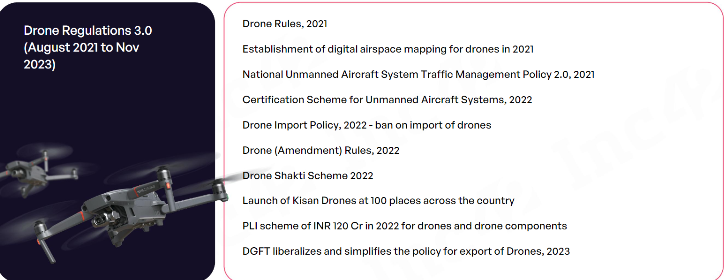 Drone Regulations 3.0
(August 2021 to Nov
2023)
Drone Rules, 2021
Establishment of digital airspace mapping for drones in 2021
National Unmanned Aircraft System Traffic Management Policy 2.0, 2021
Certification Scheme for Unmanned Aircraft Systems, 2022
Drone Import Policy, 2022 - ban on import of drones
Drone (Amendment) Rules, 2022
Drone Shakti Scheme 2022
Launch of Kisan Drones at 100 places across the country
PLI scheme of INR 120 Cr in 2022 for drones and drone components
DGFT liberalizes and simplifies the policy for export of Drones, 2023
Inc42